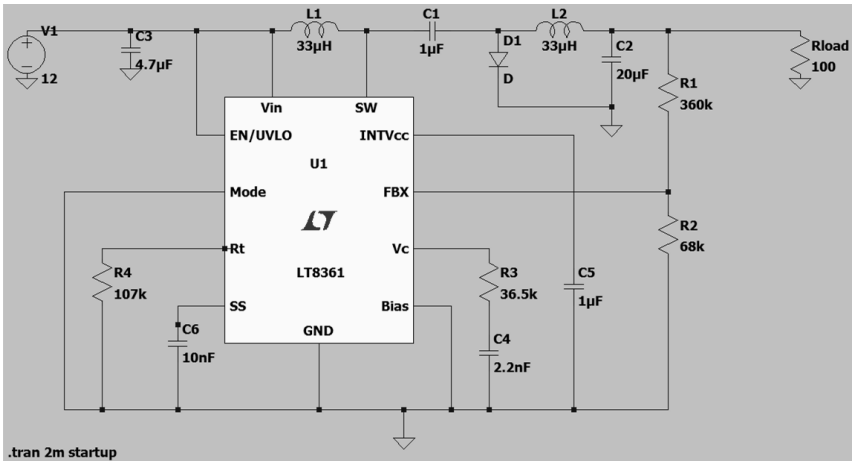 V1
12
C3
4.7µF
L1
33µH
C1
1µF
D1
D
L2
33µH
C2
20µF
Rload
100
R1
360k
Vin
SW
EN/UVLO
INTVcc
U1
Mode
FBX
Rt
LT8361
Vc
SS
Bias
GND
R2
68k
R4
107k
R3
36.5k
C5
1µF
C6
10nF
C4
2.2nF
.tran 2m startup